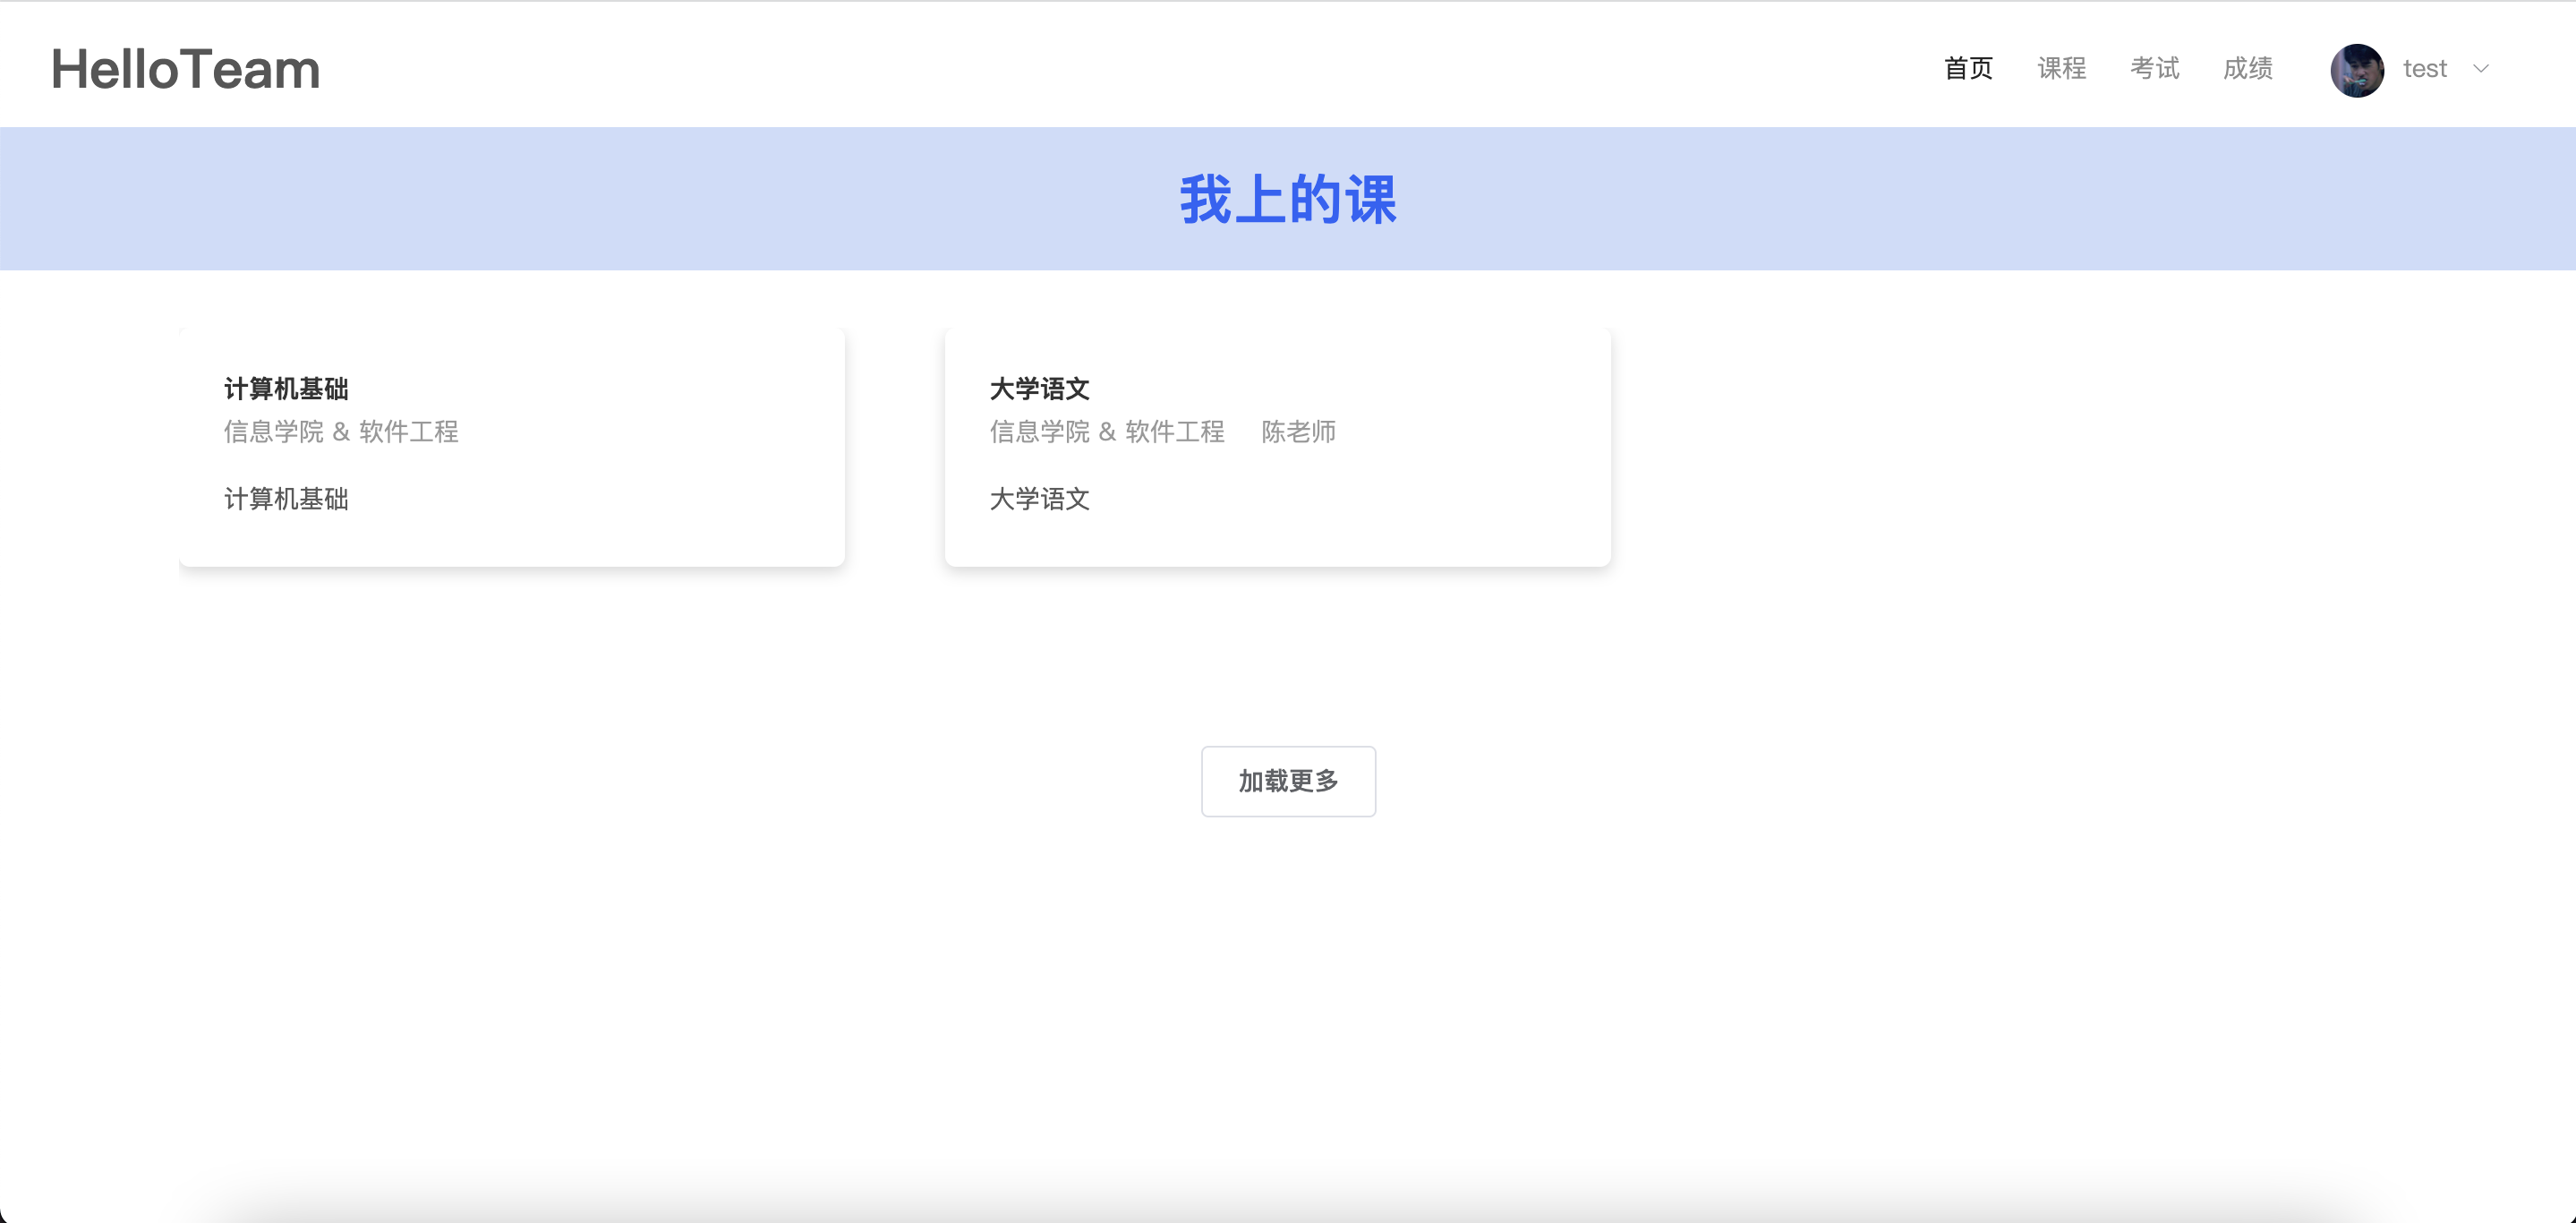 HelloTeam
首页 课程 考试 成绩 test
我上的课
计算机基础
信息学院 & 软件工程
计算机基础
大学语文
信息学院 & 软件工程 陈老师
大学语文
加载更多